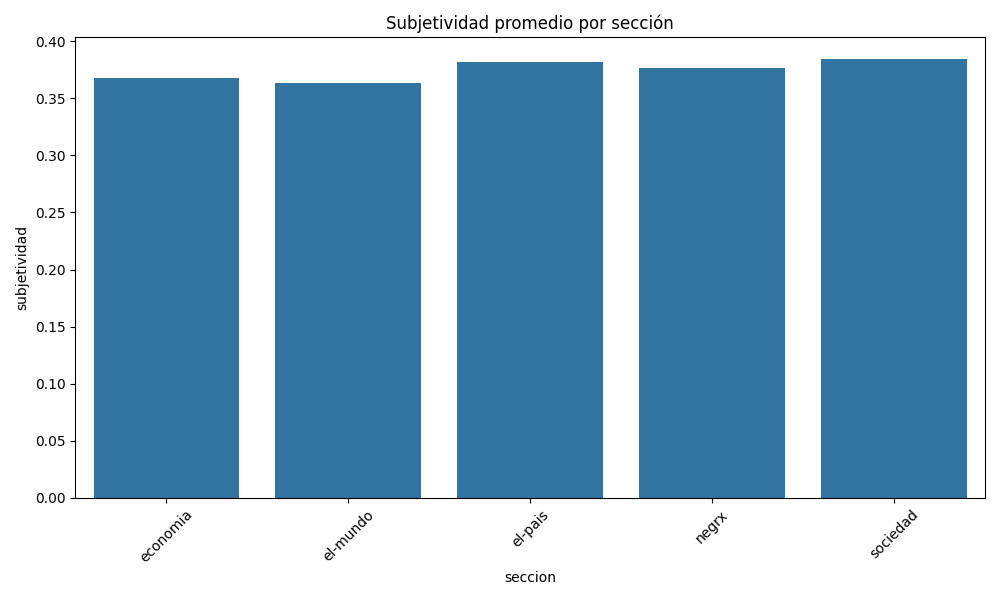 Subjetividad promedio por sección
0.40
0.35
0.30
0.25
0.20
0.15
0.10
0.05
0.00
subjetividad
economia
el-mundo
el-pais
negrx
sociedad
seccion